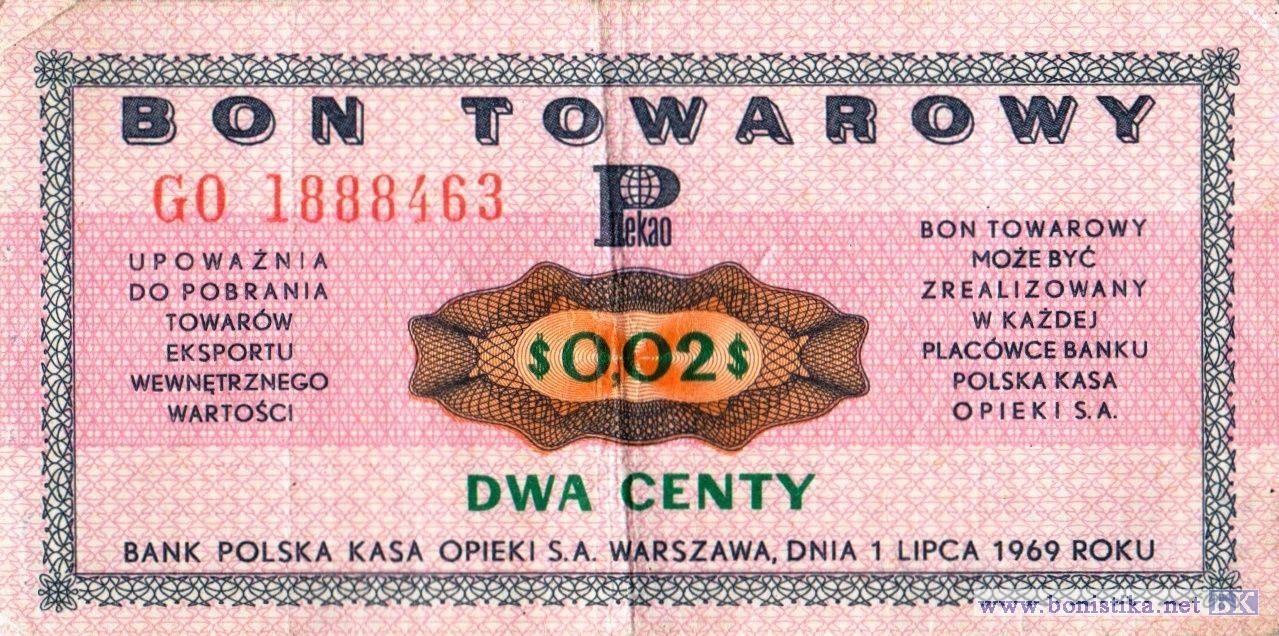 BON TOWAROWY
GO 1888463
Pekao
UPOWAŻNIA
DO POBRANIA
TOWARÓW
EKSPORTU
WEWNĘTRZNEGO
WARTOŚCI
$0,02$
BON TOWAROWY
MOŻE BYĆ
ZREALIZOWANY
W KAŻDEJ
PLACÓWCE BANKU
POLSKA KASA
OPIEKI S.A.
DWA CENTY
BANK POLSKA KASA OPIEKI S.A. WARSZAWA, DNIA 1 LIPCA 1969 ROKU
www.bonistika.net БК